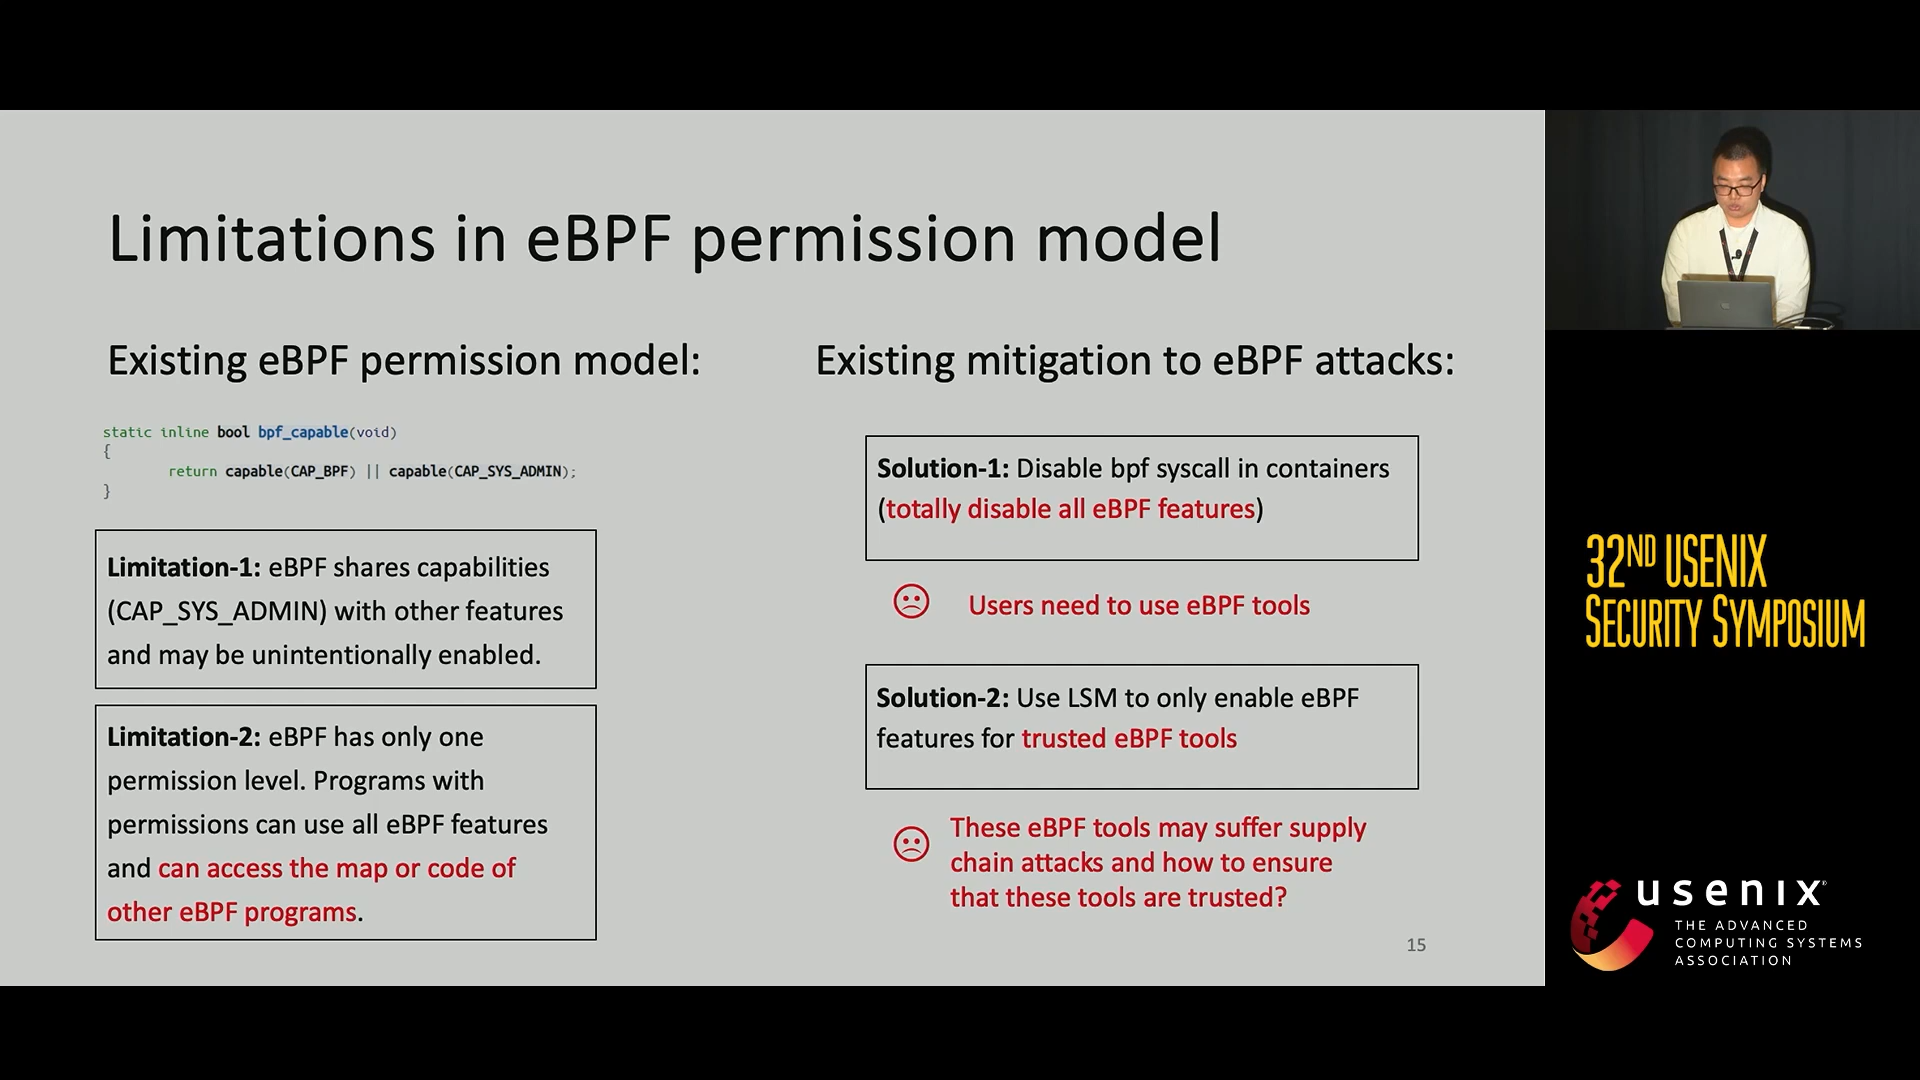 Limitations in eBPF permission model
Existing eBPF permission model:
static inline bool bpf_capable(void)
{
return capable(CAP_BPF) || capable(CAP_SYS_ADMIN);
}
Limitation-1: eBPF shares capabilities
(CAP_SYS_ADMIN) with other features
and may be unintentionally enabled.
Limitation-2: eBPF has only one
permission level. Programs with
permissions can use all eBPF features
and can access the map or code of
other eBPF programs.
Existing mitigation to eBPF attacks:
Solution-1: Disable bpf syscall in containers
(totally disable all eBPF features)
Users need to use eBPF tools
Solution-2: Use LSM to only enable eBPF
features for trusted eBPF tools
These eBPF tools may suffer supply
chain attacks and how to ensure
that these tools are trusted?
15
32ND USENIX
SECURITY SYMPOSIUM
usenix®
THE ADVANCED
COMPUTING SYSTEMS
ASSOCIATION